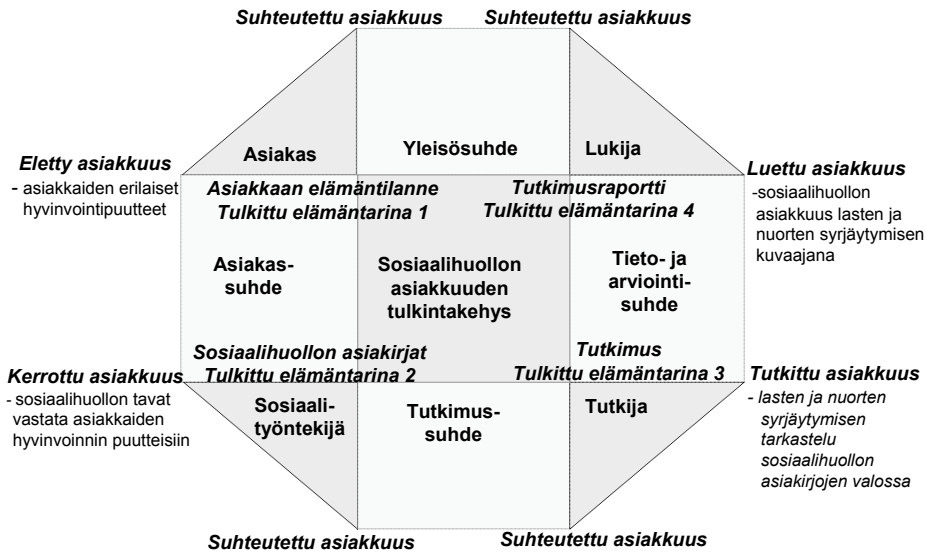 Suhteutettu asiakkuus
Suhteutettu asiakkuus
Eletty asiakkuus
- asiakkaiden erilaiset
hyvinvointipuutteet
Asiakas
Yleisösuhde
Lukija
Luettu asiakkuus
-sosiaalihuollon
asiakkuus lasten ja
nuorten syrjäytymisen
kuvaajana
Asiakkaan elämäntilanne
Tulkittu elämäntarina 1
Tutkimusraportti
Tulkittu elämäntarina 4
Asiakas-
suhde
Sosiaalihuollon
asiakkuuden
tulkintakehys
Tieto- ja
arviointi-
suhde
Sosiaalihuollon asiakirjat
Tulkittu elämäntarina 2
Tutkimus
Tulkittu elämäntarina 3
Kerrottu asiakkuus
- sosiaalihuollon tavat
vastata asiakkaiden
hyvinvoinnin puutteisiin
Sosiaali-
työntekijä
Tutkimus-
suhde
Tutkija
Tutkittu asiakkuus
- lasten ja nuorten
syrjäytymisen
tarkastelu
sosiaalihuollon
asiakirjojen valossa
Suhteutettu asiakkuus
Suhteutettu asiakkuus